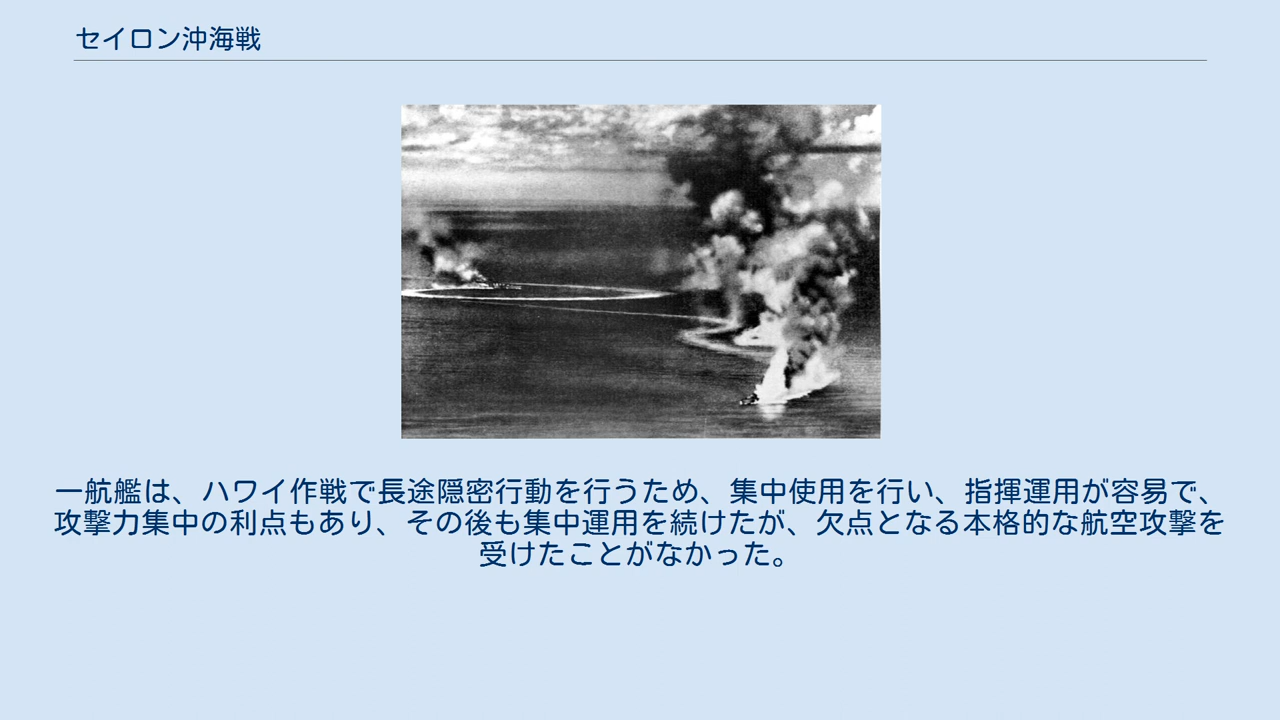 セイロン沖海戦
一航艦は、ハワイ作戦で長途隠密行動を行うため、集中使用を行い、指揮運用が容易で、
攻撃力集中の利点もあり、その後も集中運用を続けたが、欠点となる本格的な航空攻撃を
受けたことがなかった。